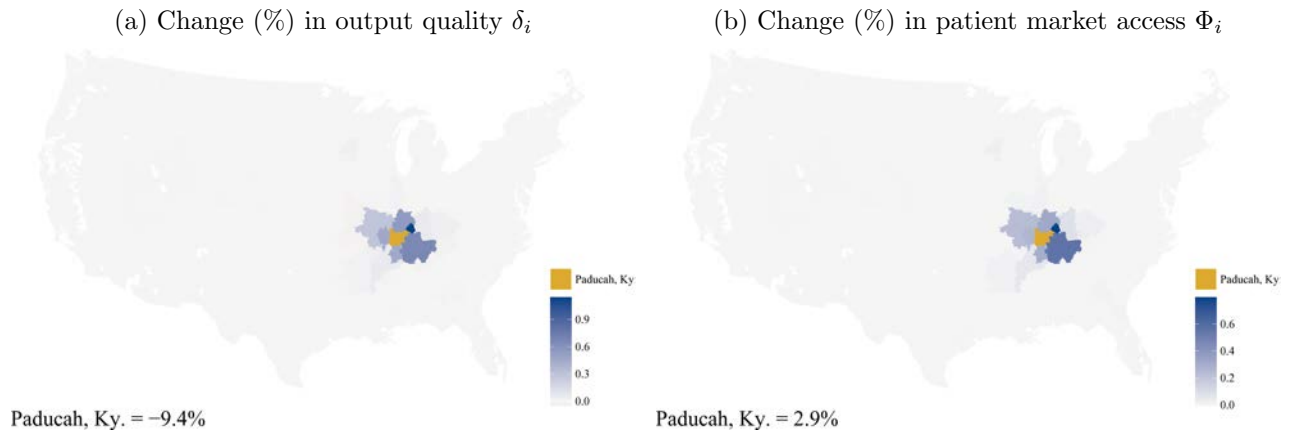 (a) Change (%) in output quality δ_i
(b) Change (%) in patient market access Φ_i
Paducah, Ky
0.9
0.6
0.3
0.0
Paducah, Ky. = −9.4%
Paducah, Ky
0.6
0.4
0.2
0.0
Paducah, Ky. = 2.9%